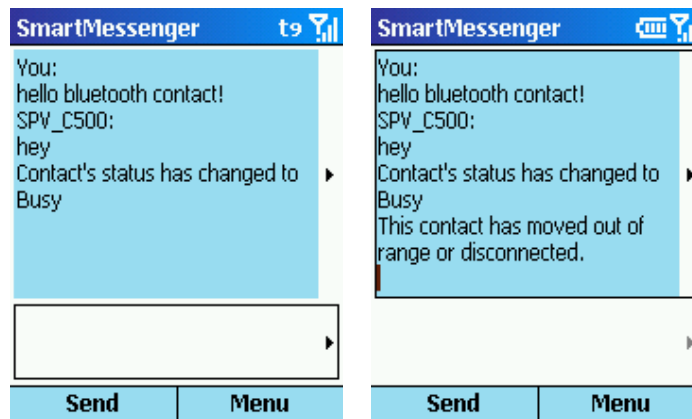 SmartMessenger t9
You:
hello bluetooth contact!
SPV_C500:
hey
Contact's status has changed to
Busy
Send Menu
SmartMessenger
You:
hello bluetooth contact!
SPV_C500:
hey
Contact's status has changed to
Busy
This contact has moved out of
range or disconnected.
Send Menu